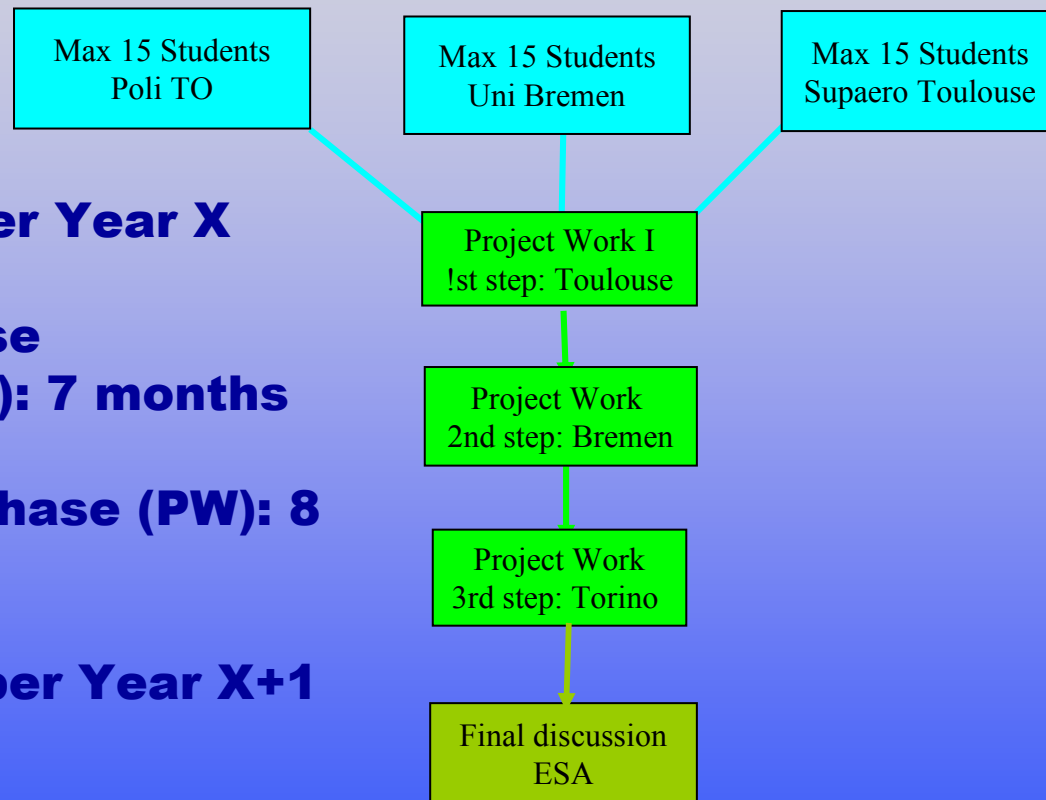 Max 15 Students
Poli TO
Max 15 Students
Uni Bremen
Max 15 Students
Supaero Toulouse
er Year X
se
): 7 months
hase (PW): 8
ber Year X+1
Project Work I
!st step: Toulouse
Project Work
2nd step: Bremen
Project Work
3rd step: Torino
Final discussion
ESA